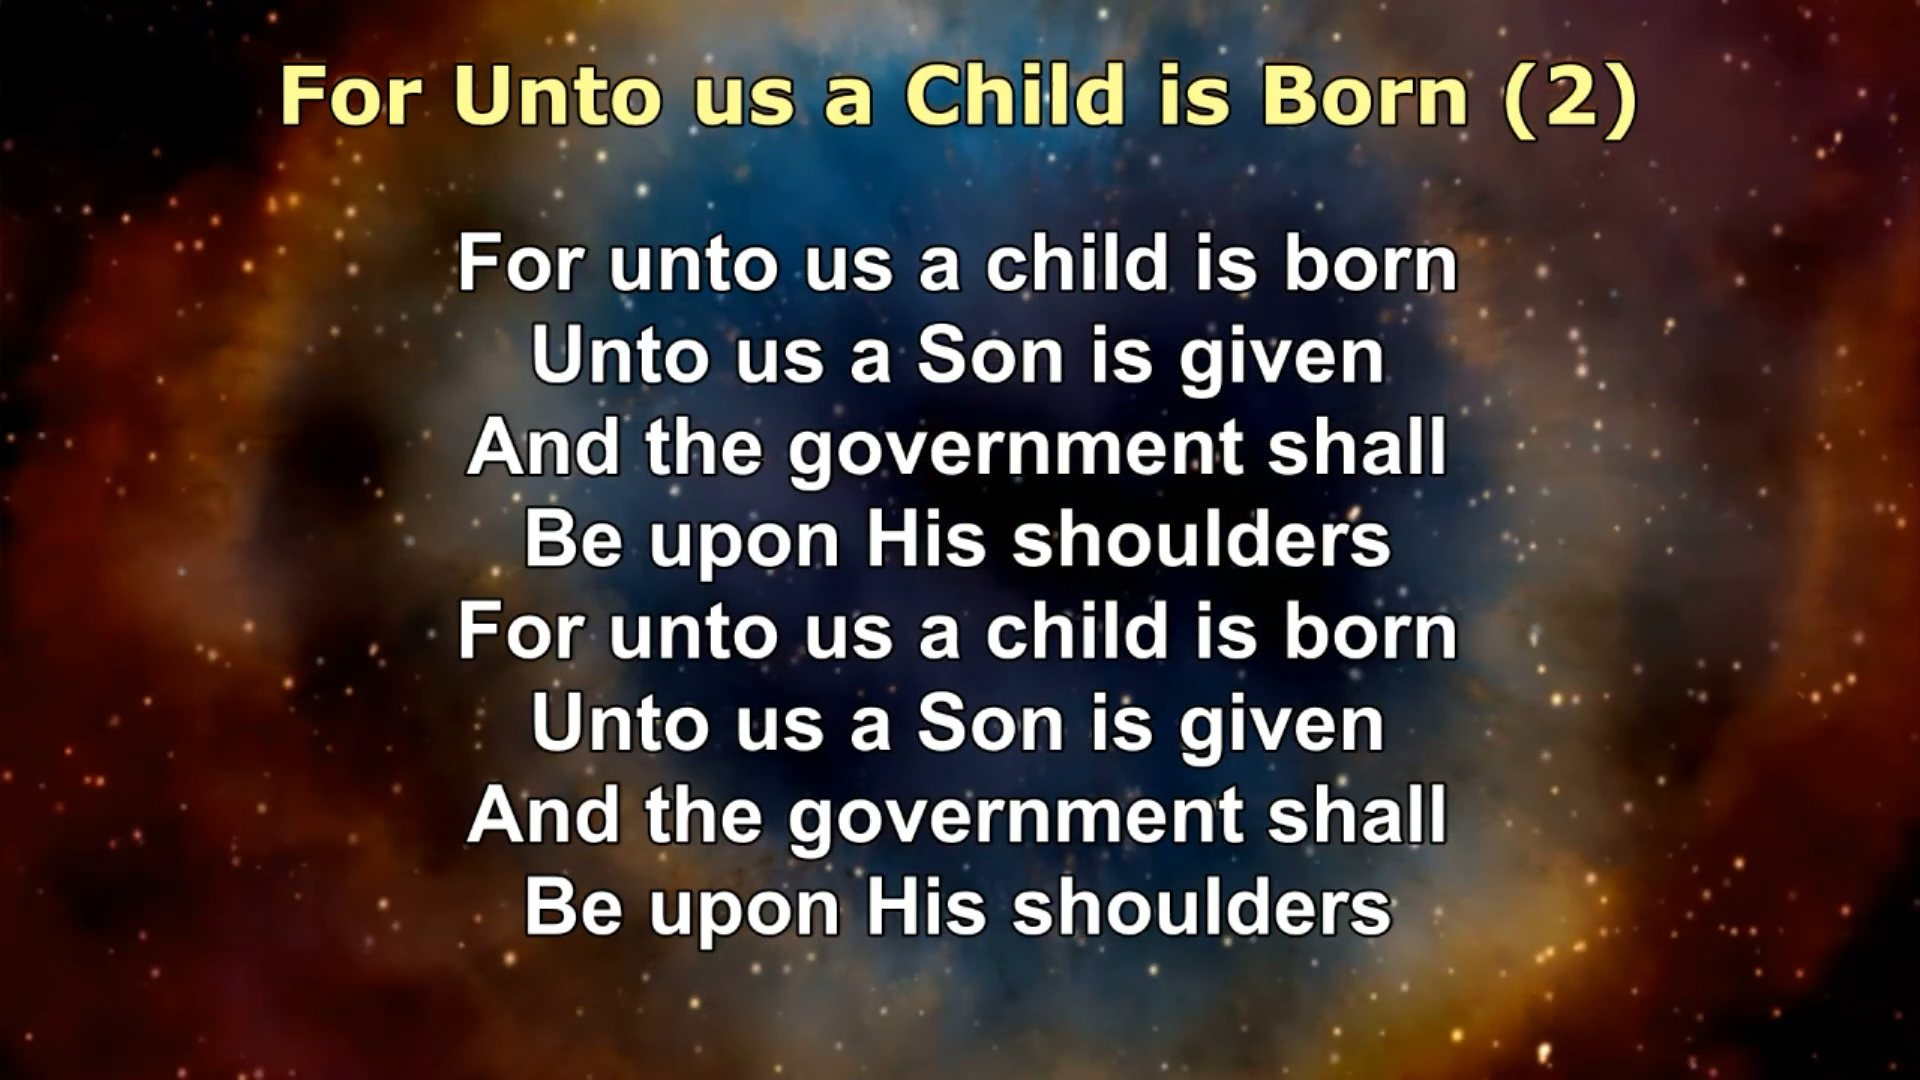 For Unto us a Child is Born (2)
For unto us a child is born
Unto us a Son is given
And the government shall
Be upon His shoulders
For unto us a child is born
Unto us a Son is given
And the government shall
Be upon His shoulders